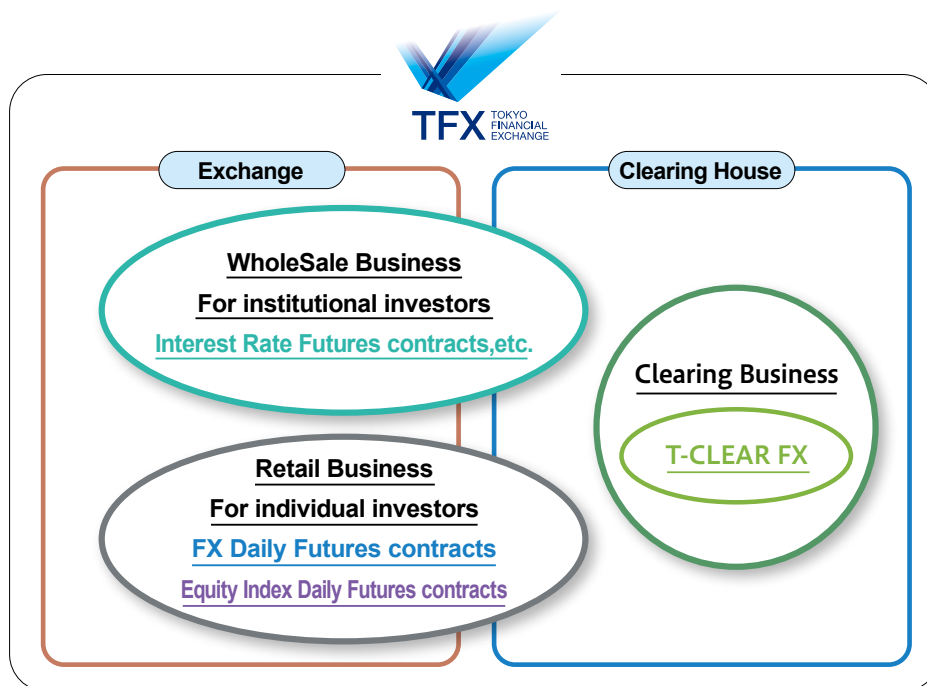 TFX TOKYO
FINANCIAL
EXCHANGE
Exchange
Clearing House
WholeSale Business
For institutional investors
Interest Rate Futures contracts,etc.
Retail Business
For individual investors
FX Daily Futures contracts
Equity Index Daily Futures contracts
Clearing Business
T-CLEAR FX